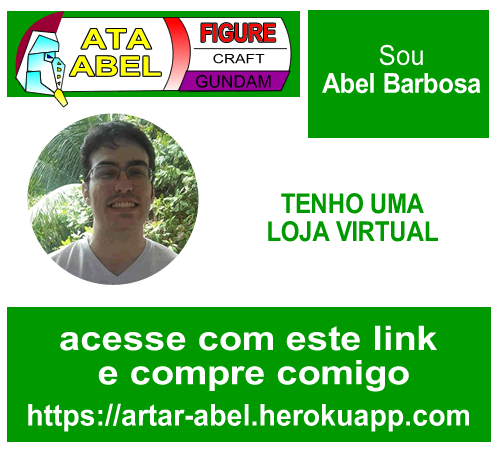 ATA
ABEL
FIGURE
CRAFT
GUNDAM
Sou
Abel Barbosa
TENHO UMA
LOJA VIRTUAL
acesse com este link
e compre comigo
https://artar-abel.herokuapp.com